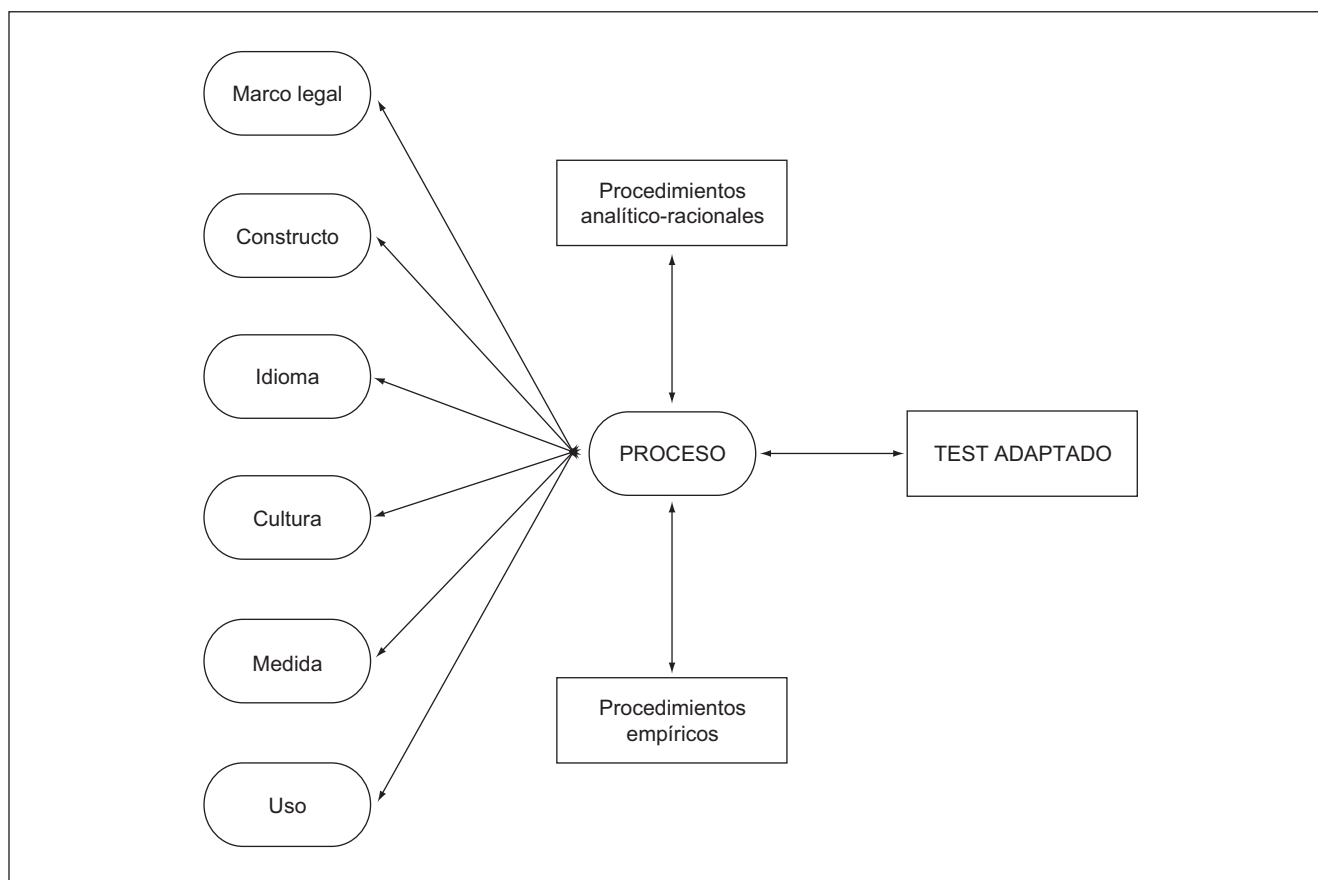 Marco legal
Constructo
Idioma
Cultura
Medida
Uso
Procedimientos
analítico-racionales
PROCESO
Procedimientos
empíricos
TEST ADAPTADO